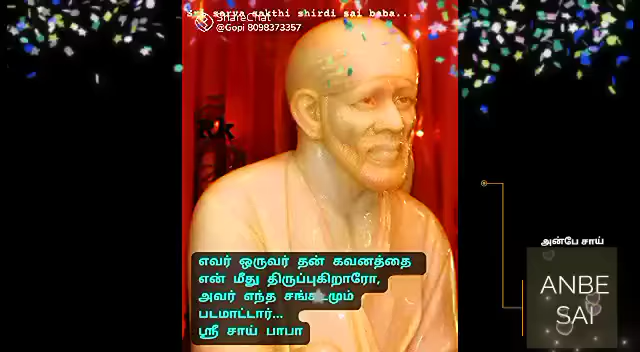 Sri sarva sakthi shirdi sai baba...
ShareChat
@Gopi 8098373357
Rk
எவர் ஒருவர் தன் கவனத்தை
என் மீது திருப்புகிறாரோ,
அவர் எந்த சங்கடமும்
படமாட்டார்...
ஸ்ரீ சாய் பாபா
அன்பே சாய்
ANBE
SAI